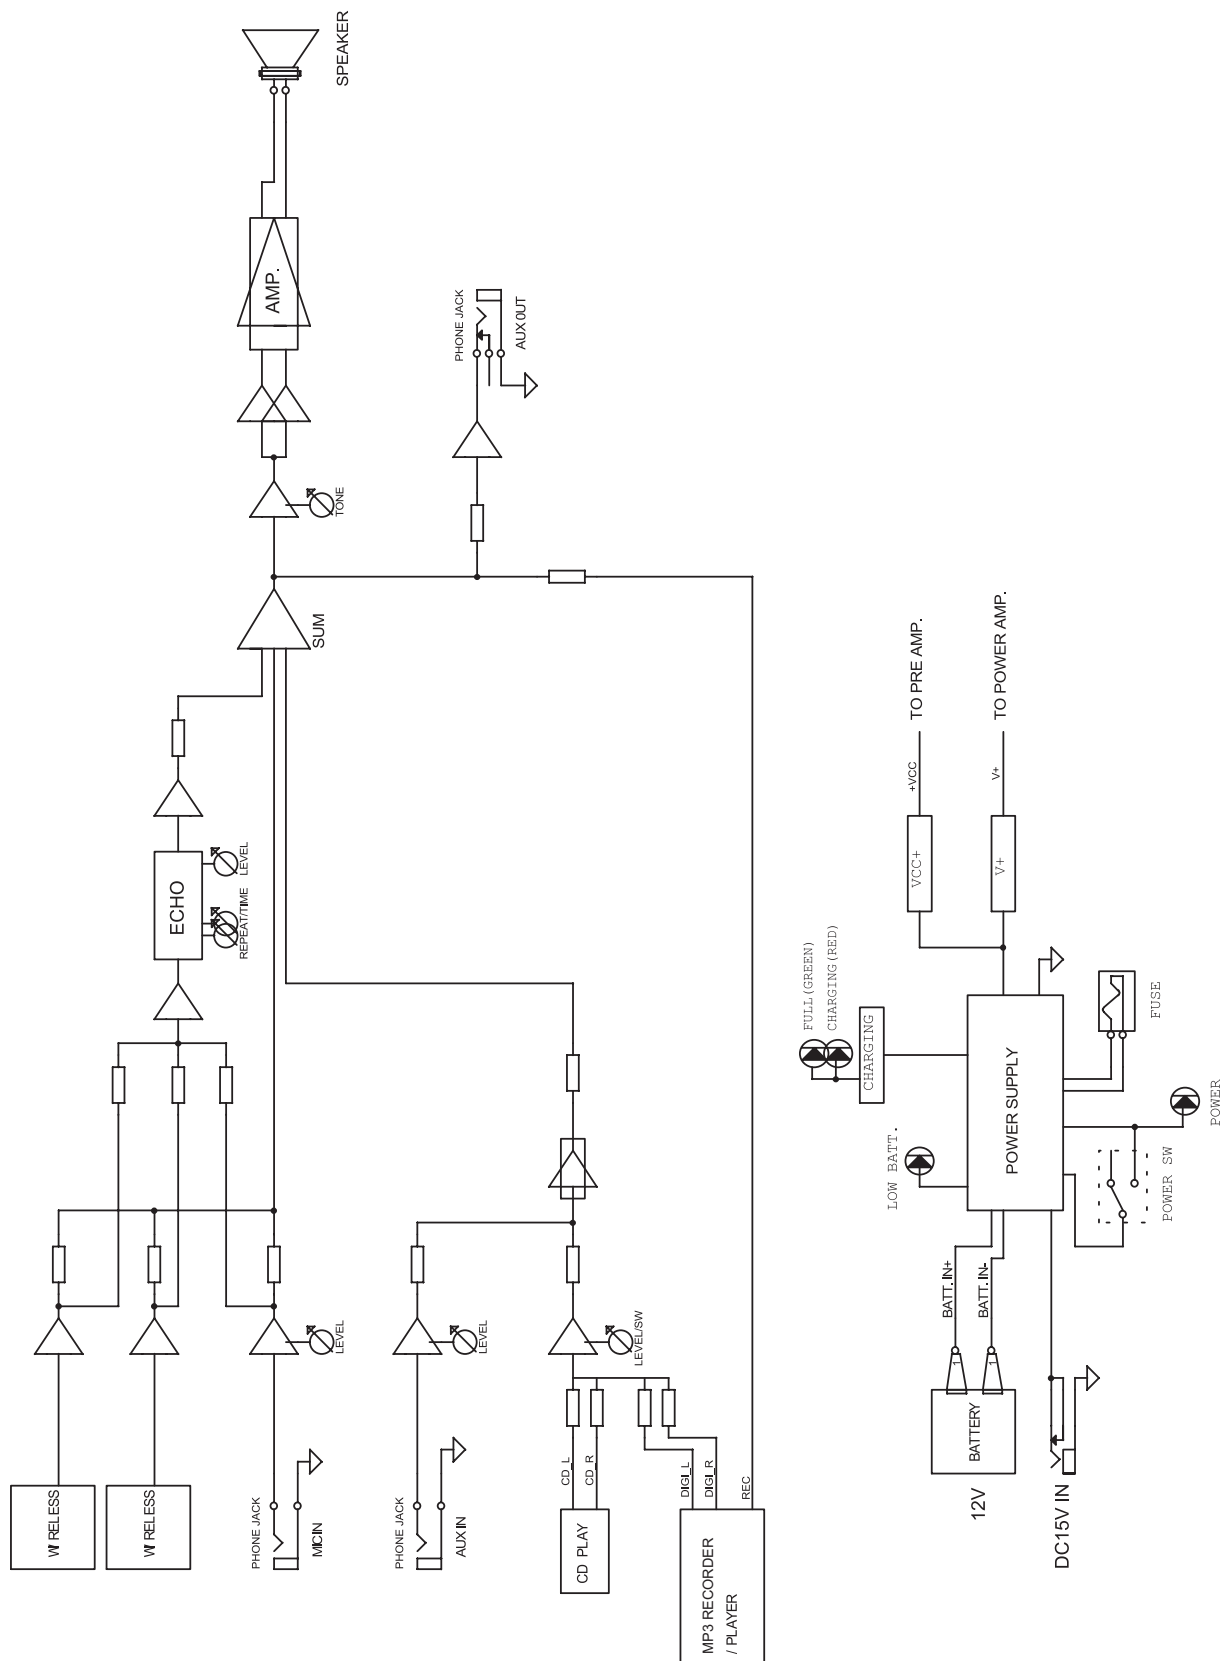 WIRELESS
WIRELESS
PHONE JACK
MIC IN
PHONE JACK
AUX IN
CD PLAY
MP3 RECORDER
/ PLAYER
CD_L
CD_R
DIGI_L
DIGI_R
REC
LEVEL
LEVEL
LEVEL/SW
ECHO
REPEAT/TIME
LEVEL
SUM
TONE
AMP.
SPEAKER
PHONE JACK
AUX OUT
12V
BATTERY
1
1
BATT. IN+
BATT. IN-
DC15V IN
POWER SUPPLY
LOW BATT.
CHARGING
FULL(GREEN)
CHARGING(RED)
POWER SW
POWER
FUSE
VCC+
V+
+VCC
V+
TO PRE AMP.
TO POWER AMP.